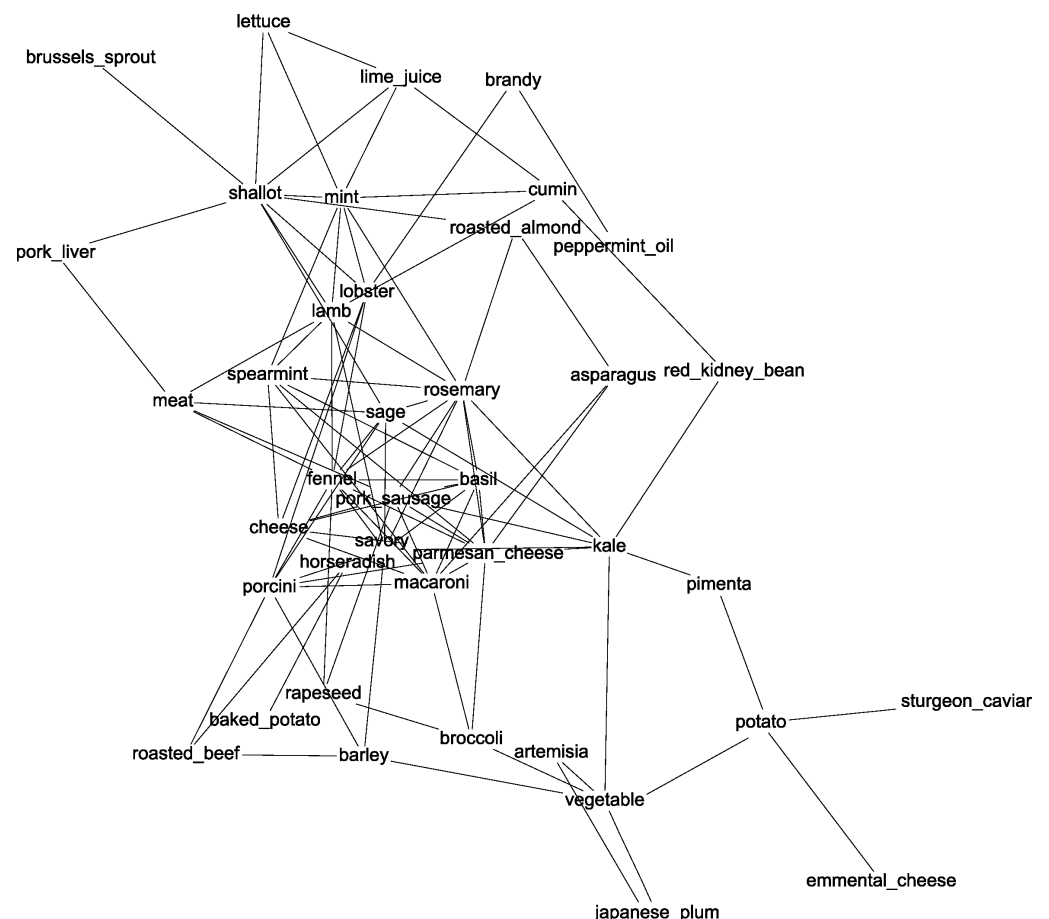 lettuce
brussels_sprout
lime_juice
brandy
shallot
mint
cumin
roasted_almond
peppermint_oil
pork_liver
lobster
lamb
spearmint
rosemary
asparagus
red_kidney_bean
meat
sage
fennel
basil
pork_sausage
cheese
savory
parmesan_cheese
kale
horseradish
porcini
macaroni
pimenta
rapeseed
baked_potato
sturgeon_caviar
potato
roasted_beef
barley
broccoli
artemisia
vegetable
emmental_cheese
japanese_plum